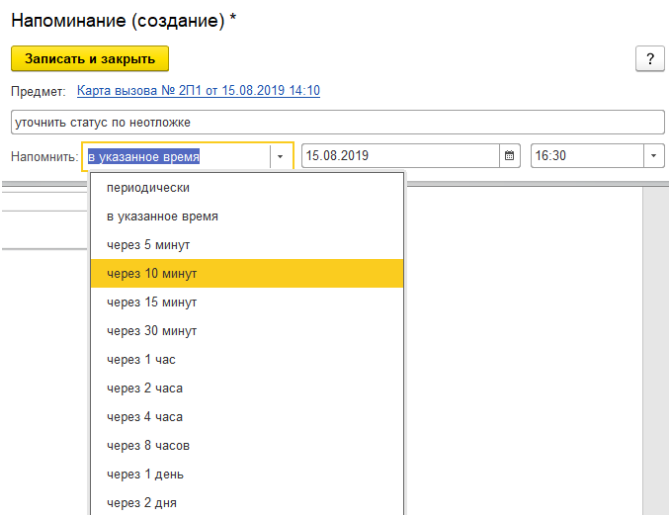 Напоминание (создание) *
Записать и закрыть ?
Предмет: Карта вызова № 2П1 от 15.08.2019 14:10
уточнить статус по неотложке
Напомнить: в указанное время 15.08.2019 16:30
периодически
в указанное время
через 5 минут
через 10 минут
через 15 минут
через 30 минут
через 1 час
через 2 часа
через 4 часа
через 8 часов
через 1 день
через 2 дня